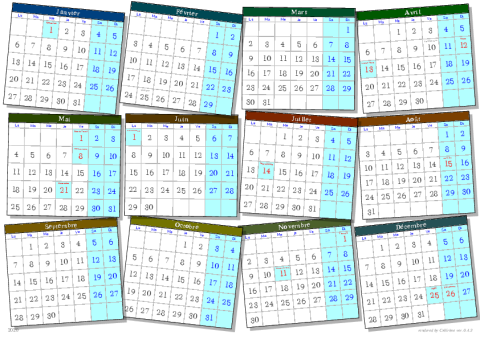 Janvier
Lu Ma Me Je Ve Sa Di
1 2 3 4 5
6 7 8 9 10 11 12
13 14 15 16 17 18 19
20 21 22 23 24 25 26
27 28 29 30 31
Février
Lu Ma Me Je Ve Sa Di
1 2
3 4 5 6 7 8 9
10 11 12 13 14 15 16
17 18 19 20 21 22 23
24 25 26 27 28 29
Mars
Lu Ma Me Je Ve Sa Di
1
2 3 4 5 6 7 8
9 10 11 12 13 14 15
16 17 18 19 20 21 22
23 24 25 26 27 28 29
30 31
Avril
Lu Ma Me Je Ve Sa Di
1 2 3 4 5
6 7 8 9 10 11 12
13 14 15 16 17 18 19
20 21 22 23 24 25 26
27 28 29 30
Mai
Lu Ma Me Je Ve Sa Di
1 2 3
4 5 6 7 8 9 10
11 12 13 14 15 16 17
18 19 20 21 22 23 24
25 26 27 28 29 30 31
Juin
Lu Ma Me Je Ve Sa Di
1 2 3 4 5 6 7
8 9 10 11 12 13 14
15 16 17 18 19 20 21
22 23 24 25 26 27 28
29 30
Juillet
Lu Ma Me Je Ve Sa Di
1 2 3 4 5
6 7 8 9 10 11 12
13 14 15 16 17 18 19
20 21 22 23 24 25 26
27 28 29 30 31
Août
Lu Ma Me Je Ve Sa Di
1 2
3 4 5 6 7 8 9
10 11 12 13 14 15 16
17 18 19 20 21 22 23
24 25 26 27 28 29 30
31
Septembre
Lu Ma Me Je Ve Sa Di
1 2 3 4 5 6
7 8 9 10 11 12 13
14 15 16 17 18 19 20
21 22 23 24 25 26 27
28 29 30
Octobre
Lu Ma Me Je Ve Sa Di
1 2 3 4
5 6 7 8 9 10 11
12 13 14 15 16 17 18
19 20 21 22 23 24 25
26 27 28 29 30 31
Novembre
Lu Ma Me Je Ve Sa Di
1
2 3 4 5 6 7 8
9 10 11 12 13 14 15
16 17 18 19 20 21 22
23 24 25 26 27 28 29
30
Décembre
Lu Ma Me Je Ve Sa Di
1 2 3 4 5 6
7 8 9 10 11 12 13
14 15 16 17 18 19 20
21 22 23 24 25 26 27
28 29 30 31